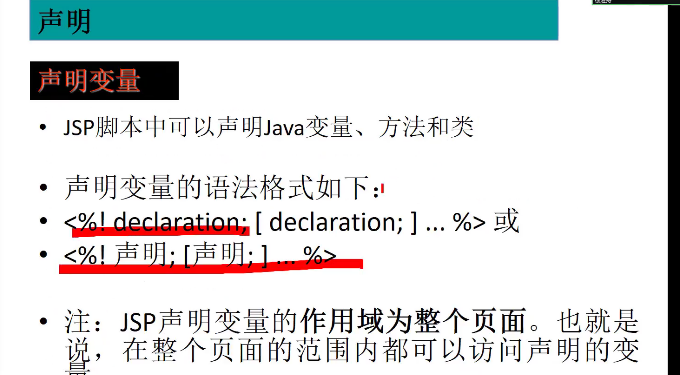 声明
声明变量
• JSP脚本中可以声明Java变量、方法和类
• 声明变量的语法格式如下：
• <%! declaration; [ declaration; ] ... %> 或
• <%! 声明; [声明; ] ... %>
• 注：JSP声明变量的作用域为整个页面。也就是
说，在整个页面的范围内都可以访问声明的变
量